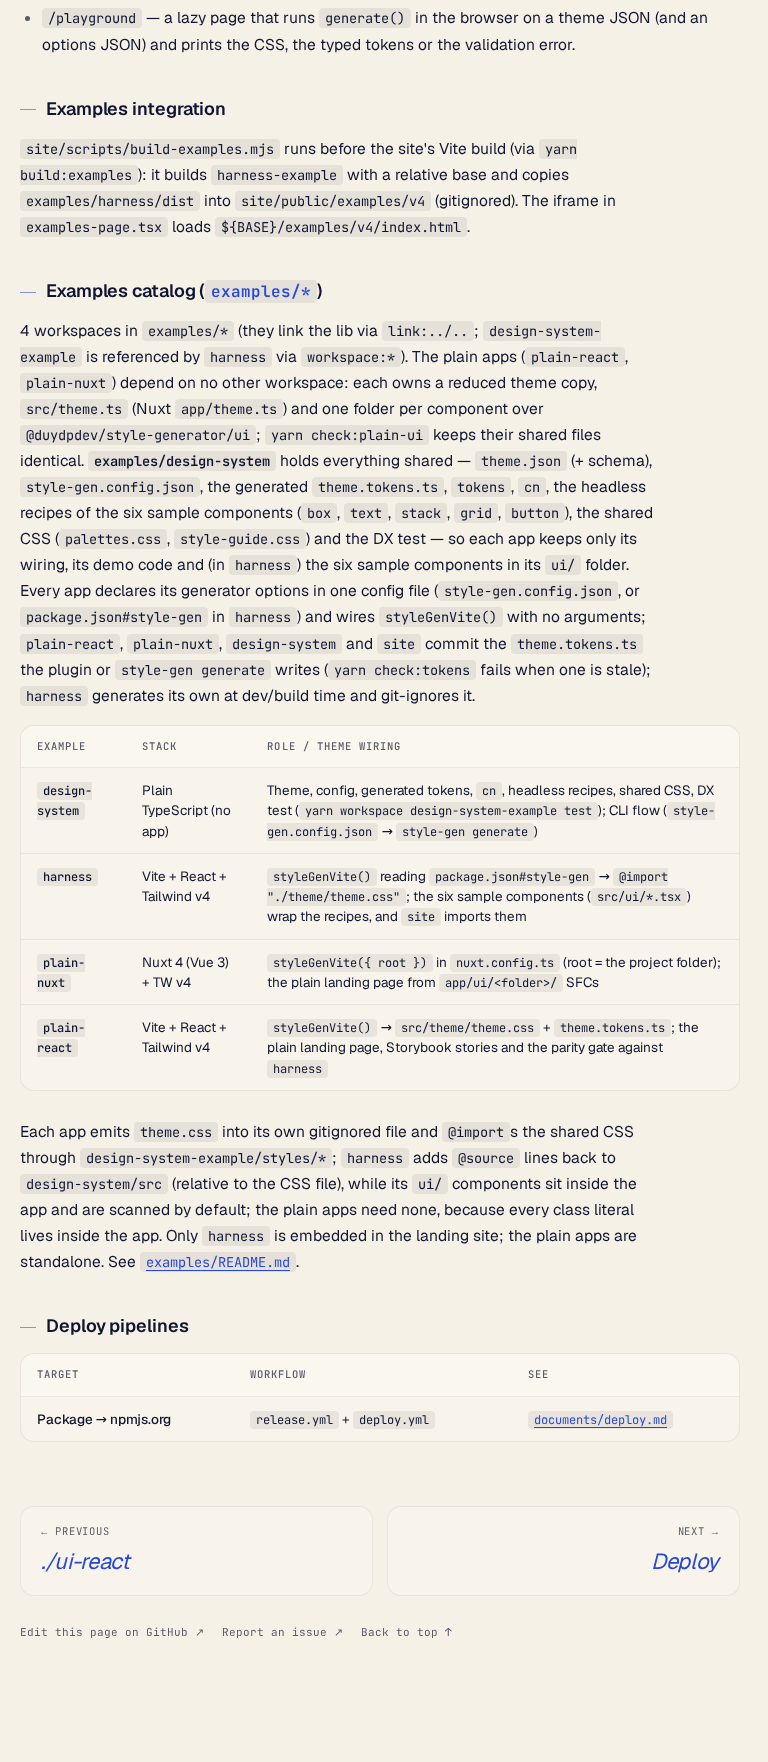 /playground — a lazy page that runs generate() in the browser on a theme JSON (and an
options JSON) and prints the CSS, the typed tokens or the validation error.
— Examples integration
site/scripts/build-examples.mjs runs before the site's Vite build (via yarn
build:examples): it builds harness-example with a relative base and copies
examples/harness/dist into site/public/examples/v4 (gitignored). The iframe in
examples-page.tsx loads ${BASE}/examples/v4/index.html.
— Examples catalog (examples/*)
4 workspaces in examples/* (they link the lib via link:../..; design-system-
example is referenced by harness via workspace:*). The plain apps (plain-react,
plain-nuxt) depend on no other workspace: each owns a reduced theme copy,
src/theme.ts (Nuxt app/theme.ts) and one folder per component over
@duydpdev/style-generator/ui; yarn check:plain-ui keeps their shared files
identical. examples/design-system holds everything shared — theme.json (+ schema),
style-gen.config.json, the generated theme.tokens.ts, tokens, cn, the headless
recipes of the six sample components (box, text, stack, grid, button), the shared
CSS (palettes.css, style-guide.css) and the DX test — so each app keeps only its
wiring, its demo code and (in harness) the six sample components in its ui/ folder.
Every app declares its generator options in one config file (style-gen.config.json, or
package.json#style-gen in harness) and wires styleGenVite() with no arguments;
plain-react, plain-nuxt, design-system and site commit the theme.tokens.ts
the plugin or style-gen generate writes (yarn check:tokens fails when one is stale);
harness generates its own at dev/build time and git-ignores it.
EXAMPLE STACK ROLE / THEME WIRING
design-
system
Plain
TypeScript (no
app)
Theme, config, generated tokens, cn, headless recipes, shared CSS, DX
test (yarn workspace design-system-example test); CLI flow (style-
gen.config.json → style-gen generate)
harness
Vite + React +
Tailwind v4
styleGenVite() reading package.json#style-gen → @import
"./theme/theme.css"; the six sample components (src/ui/*.tsx)
wrap the recipes, and site imports them
plain-
nuxt
Nuxt 4 (Vue 3)
+ TW v4
styleGenVite({ root }) in nuxt.config.ts (root = the project folder);
the plain landing page from app/ui/<folder>/ SFCs
plain-
react
Vite + React +
Tailwind v4
styleGenVite() → src/theme/theme.css + theme.tokens.ts; the
plain landing page, Storybook stories and the parity gate against
harness
Each app emits theme.css into its own gitignored file and @imports the shared CSS
through design-system-example/styles/*; harness adds @source lines back to
design-system/src (relative to the CSS file), while its ui/ components sit inside the
app and are scanned by default; the plain apps need none, because every class literal
lives inside the app. Only harness is embedded in the landing site; the plain apps are
standalone. See examples/README.md.
— Deploy pipelines
TARGET WORKFLOW SEE
Package → npmjs.org release.yml + deploy.yml documents/deploy.md
← PREVIOUS
./ui-react
NEXT →
Deploy
Edit this page on GitHub ↗ Report an issue ↗ Back to top ↑